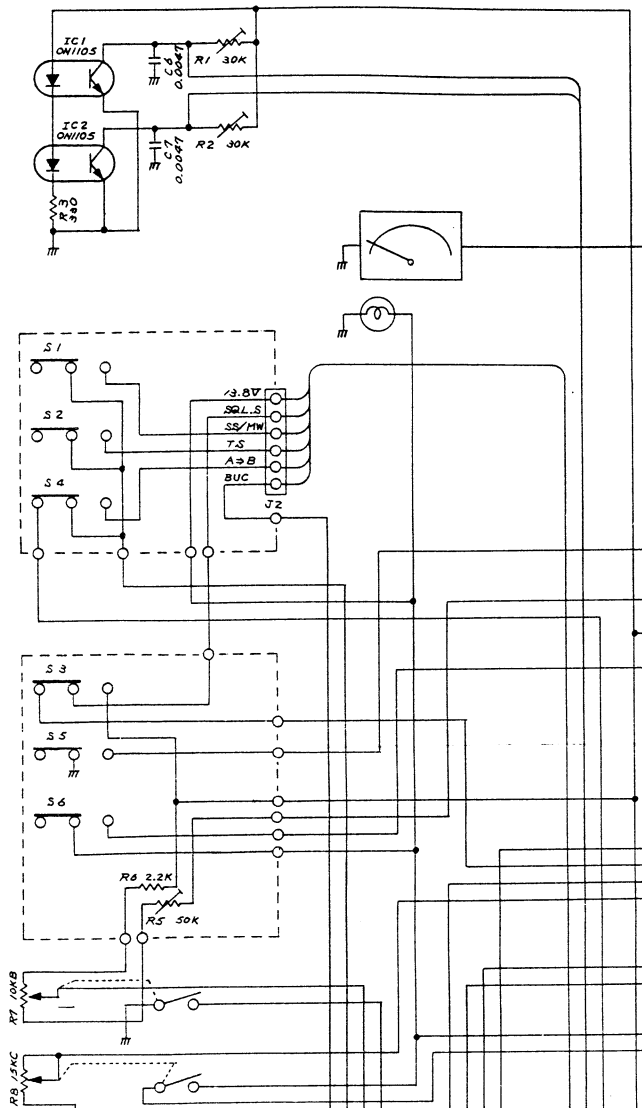 IC1
ON1105
C6
0.0047
R1 30K
IC2
ON1105
C7
0.0047
R2 30K
R3
330
S1
13.8V
SQL.S
S2
SS/MW
TS
A→B
S4
BUC
J2
S3
S5
S6
R6 2.2K
R5 50K
R7 10KB
R8 15KC